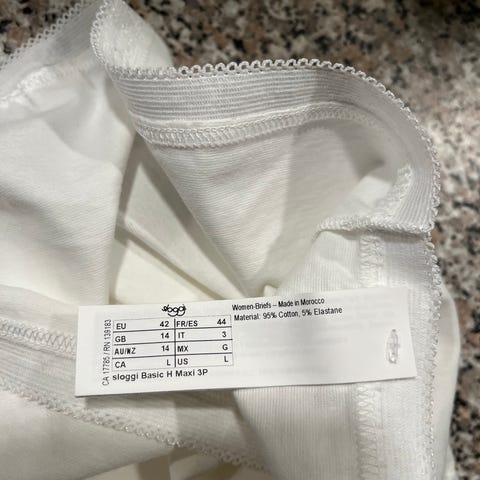 sloggi
Women-Briefs – Made in Morocco
Material: 95% Cotton, 5% Elastane
CA 17785 / RN 139183
EU 42 FR/ES 44
GB 14 IT 3
AU/NZ 14 MX G
CA L US L
sloggi Basic H Maxi 3P